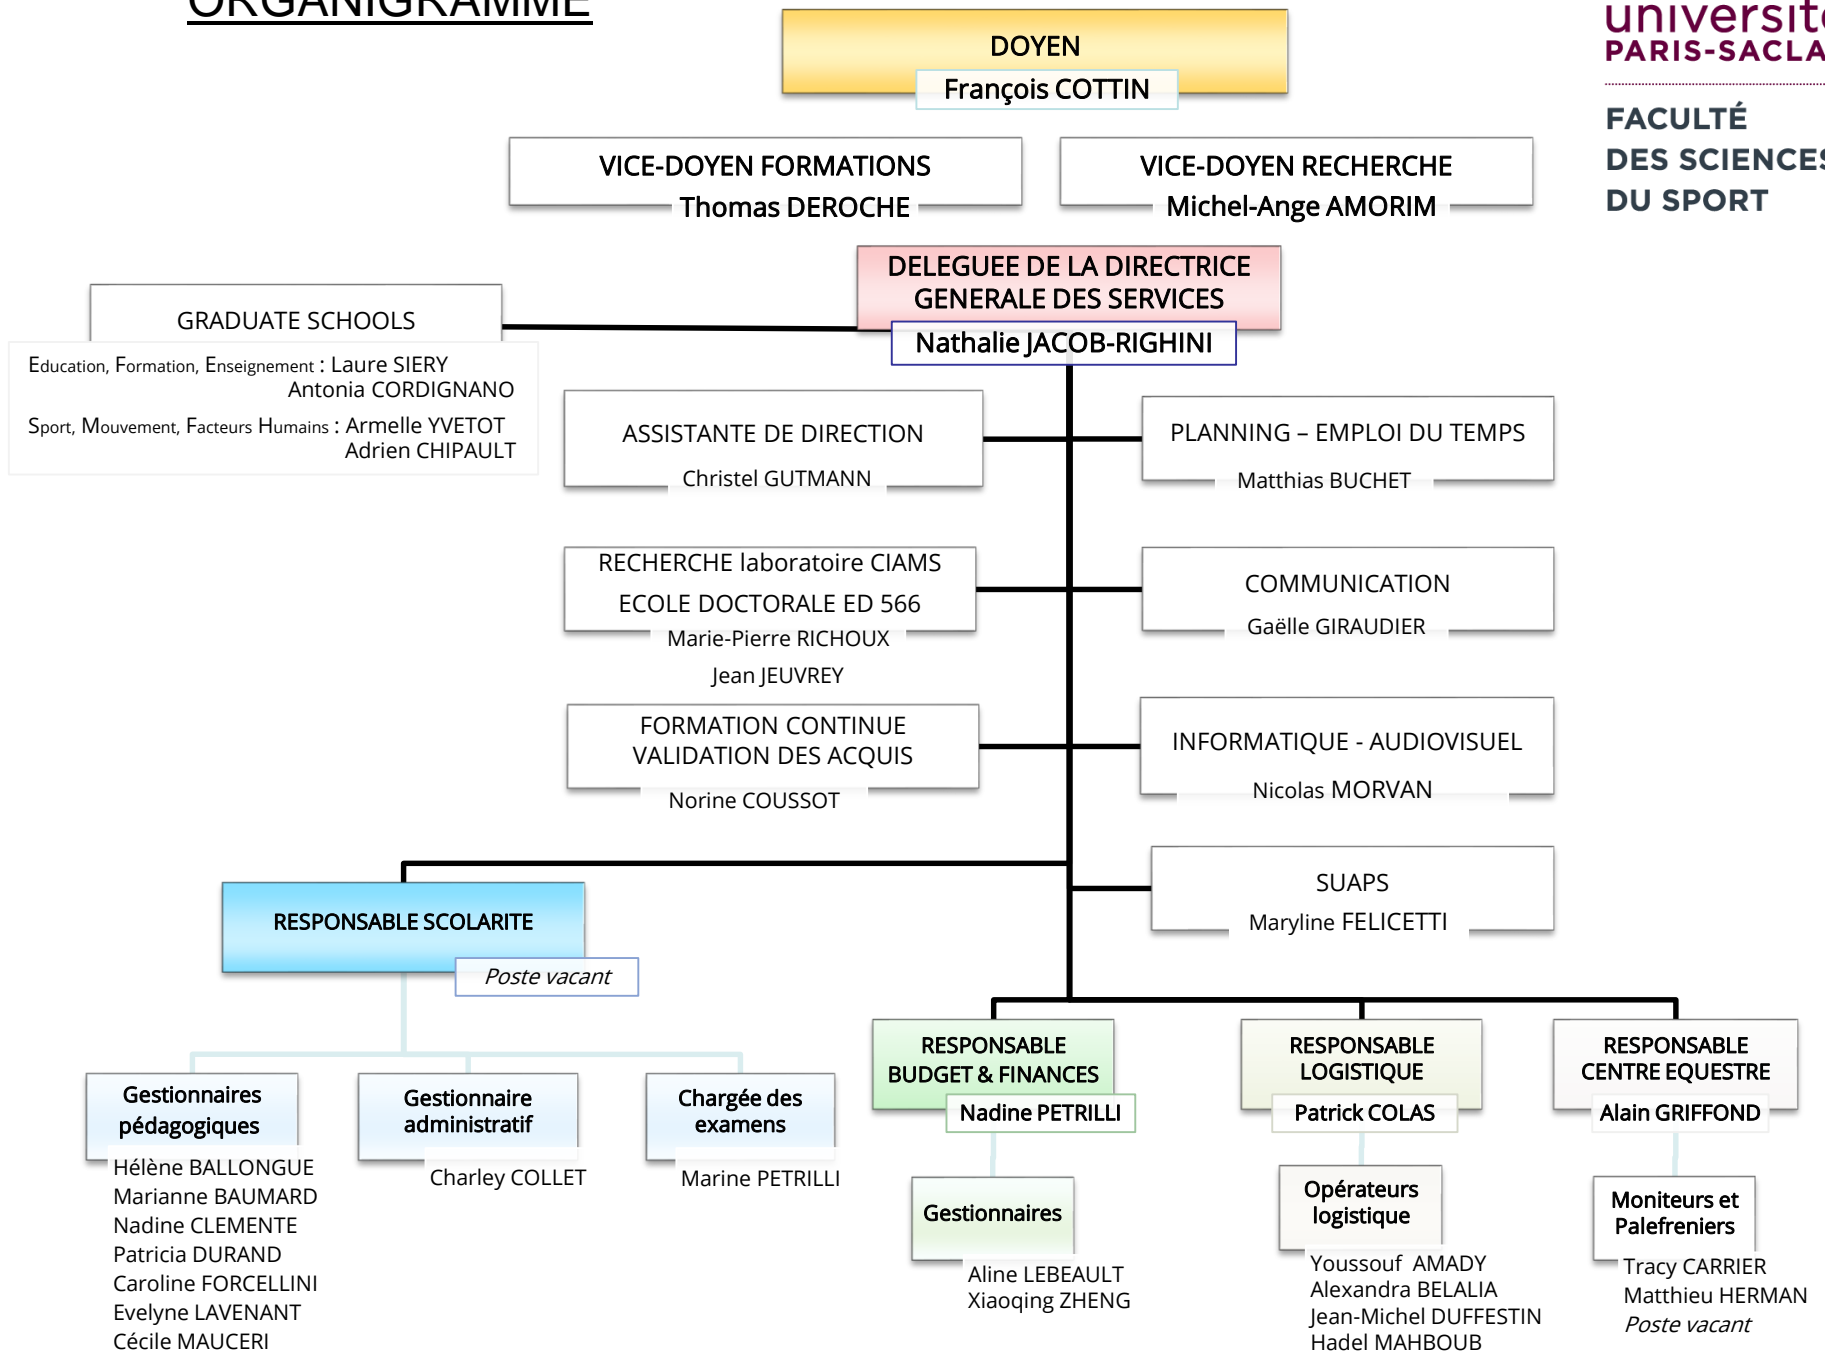 ORGANIGRAMME
université
PARIS-SACLA
FACULTÉ
DES SCIENCES
DU SPORT
DOYEN
François COTTIN
VICE-DOYEN FORMATIONS
Thomas DEROCHE
VICE-DOYEN RECHERCHE
Michel-Ange AMORIM
DELEGUEE DE LA DIRECTRICE
GENERALE DES SERVICES
Nathalie JACOB-RIGHINI
GRADUATE SCHOOLS
Education, Formation, Enseignement : Laure SIERY
Antonia CORDIGNANO
Sport, Mouvement, Facteurs Humains : Armelle YVETOT
Adrien CHIPAULT
ASSISTANTE DE DIRECTION
Christel GUTMANN
PLANNING – EMPLOI DU TEMPS
Matthias BUCHET
RECHERCHE laboratoire CIAMS
ECOLE DOCTORALE ED 566
Marie-Pierre RICHOUX
Jean JEUVREY
COMMUNICATION
Gaëlle GIRAUDIER
FORMATION CONTINUE
VALIDATION DES ACQUIS
Norine COUSSOT
INFORMATIQUE - AUDIOVISUEL
Nicolas MORVAN
SUAPS
Maryline FELICETTI
RESPONSABLE SCOLARITE
Poste vacant
Gestionnaires
pédagogiques
Hélène BALLONGUE
Marianne BAUMARD
Nadine CLEMENTE
Patricia DURAND
Caroline FORCELLINI
Evelyne LAVENANT
Cécile MAUCERI
Gestionnaire
administratif
Charley COLLET
Chargée des
examens
Marine PETRILLI
RESPONSABLE
BUDGET & FINANCES
Nadine PETRILLI
Gestionnaires
Aline LEBEAULT
Xiaoqing ZHENG
RESPONSABLE
LOGISTIQUE
Patrick COLAS
Opérateurs
logistique
Youssouf AMADY
Alexandra BELALIA
Jean-Michel DUFFESTIN
Hadel MAHBOUB
RESPONSABLE
CENTRE EQUESTRE
Alain GRIFFOND
Moniteurs et
Palefreniers
Tracy CARRIER
Matthieu HERMAN
Poste vacant